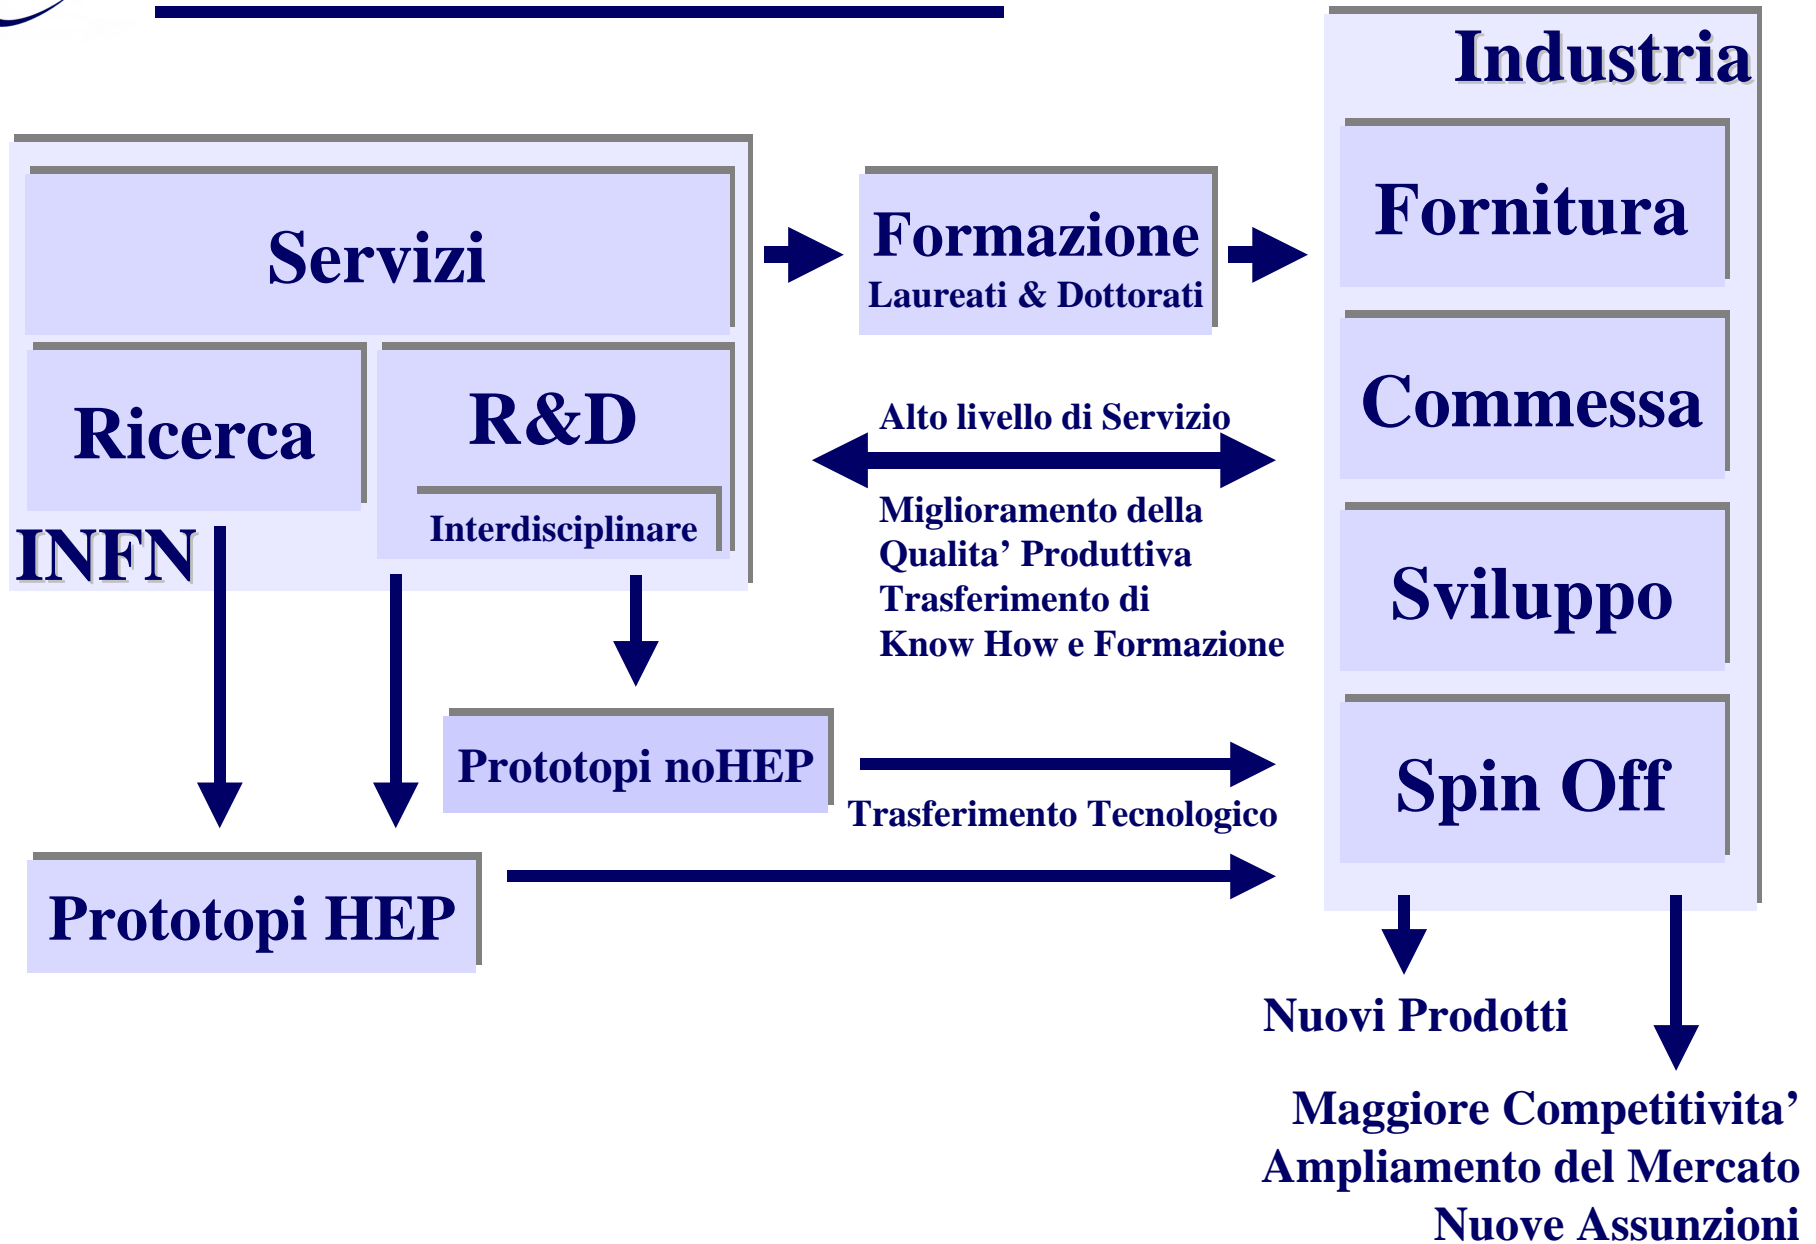 Industria
Fornitura
Servizi
Formazione
Laureati & Dottorati
Commessa
Ricerca
R&D
Interdisciplinare
INFN
Alto livello di Servizio
Miglioramento della
Qualita’ Produttiva
Trasferimento di
Know How e Formazione
Sviluppo
Prototopi noHEP
Trasferimento Tecnologico
Spin Off
Prototopi HEP
Nuovi Prodotti
Maggiore Competitivita’
Ampliamento del Mercato
Nuove Assunzioni